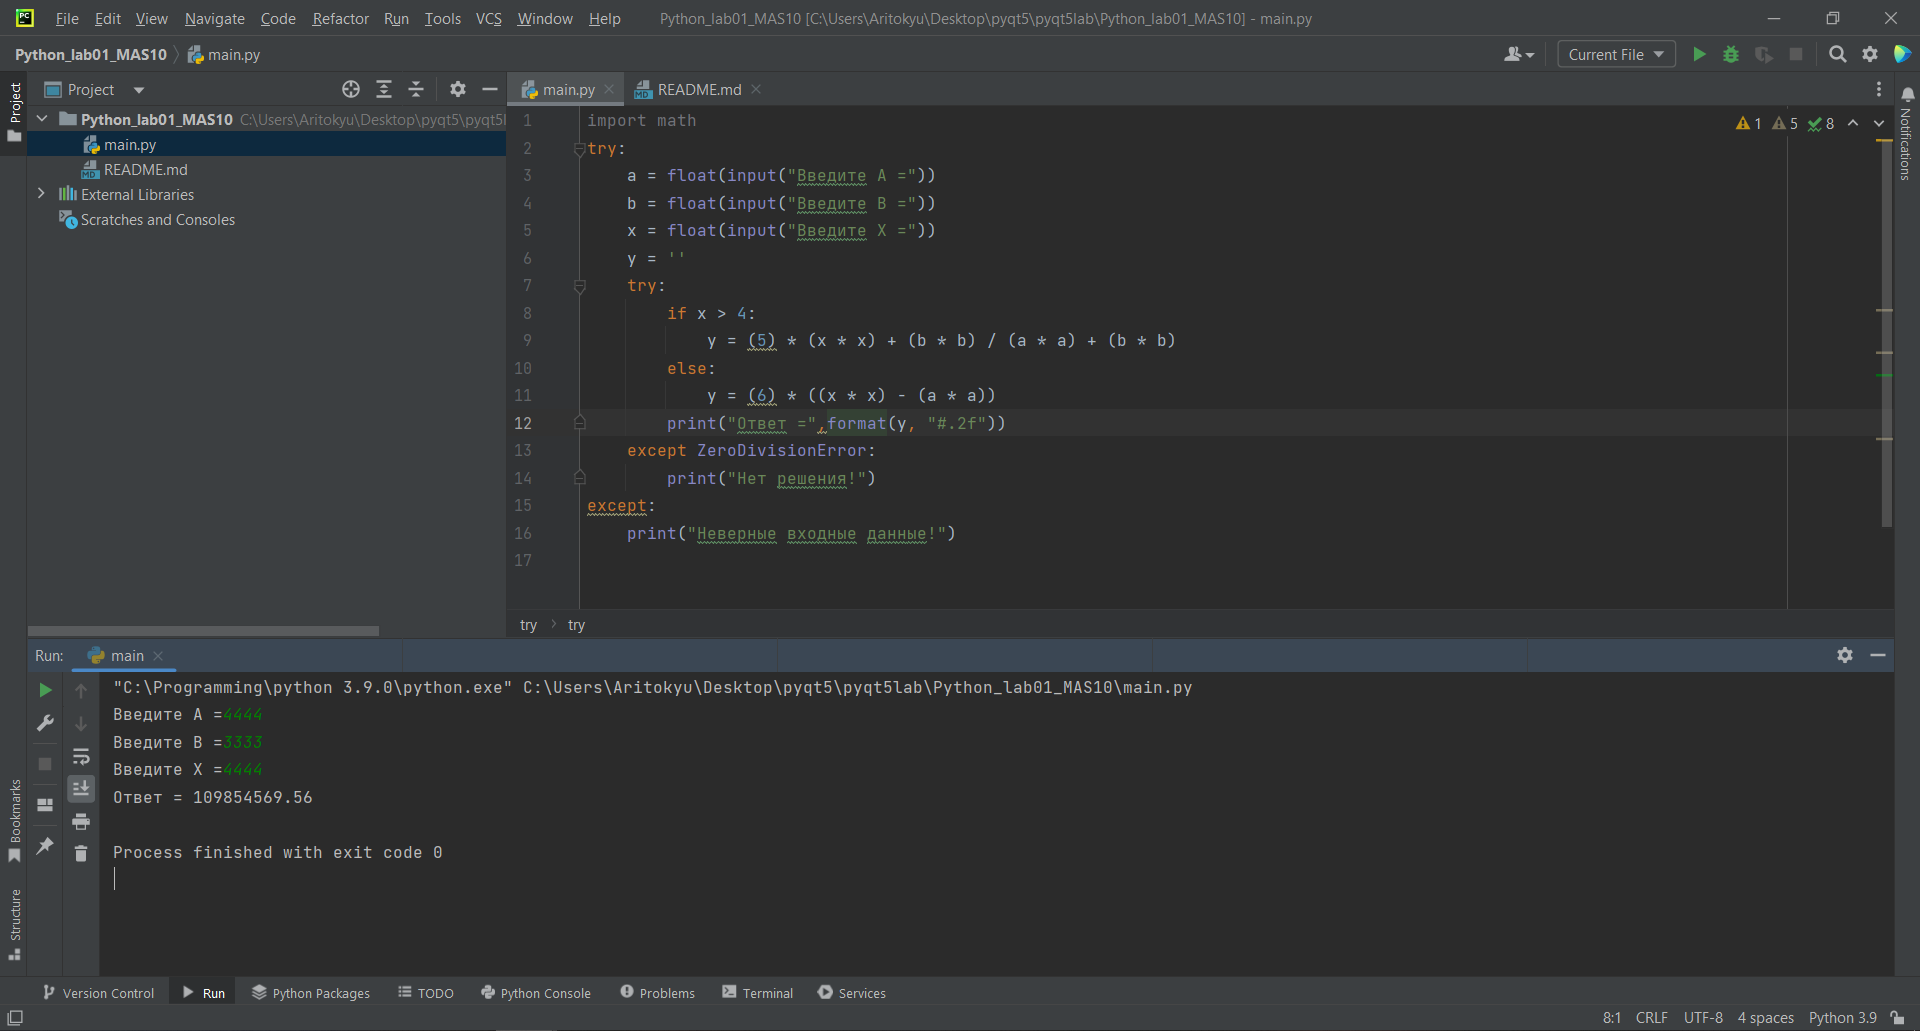 File Edit View Navigate Code Refactor Run Tools VCS Window Help Python_lab01_MAS10 [C:\Users\Aritokyu\Desktop\pyqt5\pyqt5lab\Python_lab01_MAS10] - main.py
Python_lab01_MAS10 main.py Current File
Project
Project
Python_lab01_MAS10 C:\Users\Aritokyu\Desktop\pyqt5\pyqt5l
main.py
README.md
External Libraries
Scratches and Consoles
main.py README.md
1 import math
2 try:
3 a = float(input("Введите A ="))
4 b = float(input("Введите B ="))
5 x = float(input("Введите X ="))
6 y = ''
7 try:
8 if x > 4:
9 y = (5) * (x * x) + (b * b) / (a * a) + (b * b)
10 else:
11 y = (6) * ((x * x) - (a * a))
12 print("Ответ =",format(y, "#.2f"))
13 except ZeroDivisionError:
14 print("Нет решения!")
15 except:
16 print("Неверные входные данные!")
17
1 5 8
Notifications
try try
Run: main
"C:\Programming\python 3.9.0\python.exe" C:\Users\Aritokyu\Desktop\pyqt5\pyqt5lab\Python_lab01_MAS10\main.py
Введите A =4444
Введите B =3333
Введите X =4444
Ответ = 109854569.56
Process finished with exit code 0
Bookmarks
Structure
Version Control Run Python Packages TODO Python Console Problems Terminal Services
8:1 CRLF UTF-8 4 spaces Python 3.9